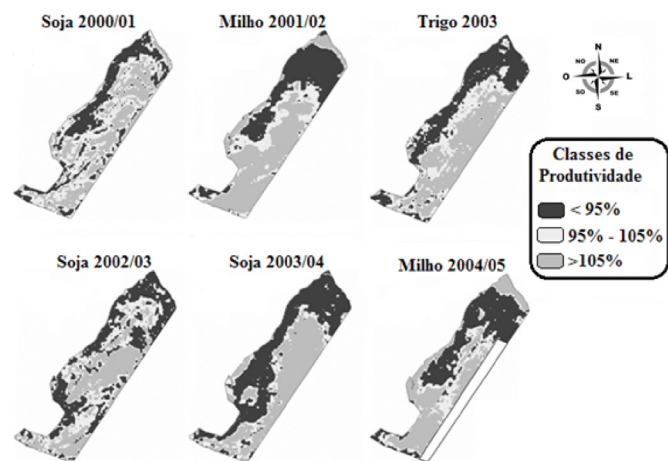 Soja 2000/01
Milho 2001/02
Trigo 2003
N
NO
NE
O
L
SO
SE
S
Classes de
Produtividade
< 95%
95% - 105%
>105%
Soja 2002/03
Soja 2003/04
Milho 2004/05